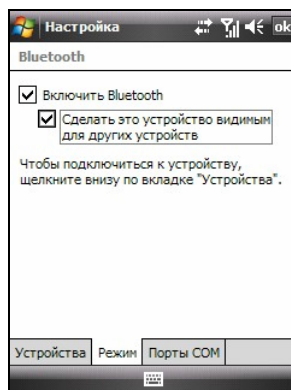 Настройка
ok
Bluetooth
Включить Bluetooth
Сделать это устройство видимым
для других устройств
Чтобы подключиться к устройству,
щелкните внизу по вкладке "Устройства".
Устройства Режим Порты COM